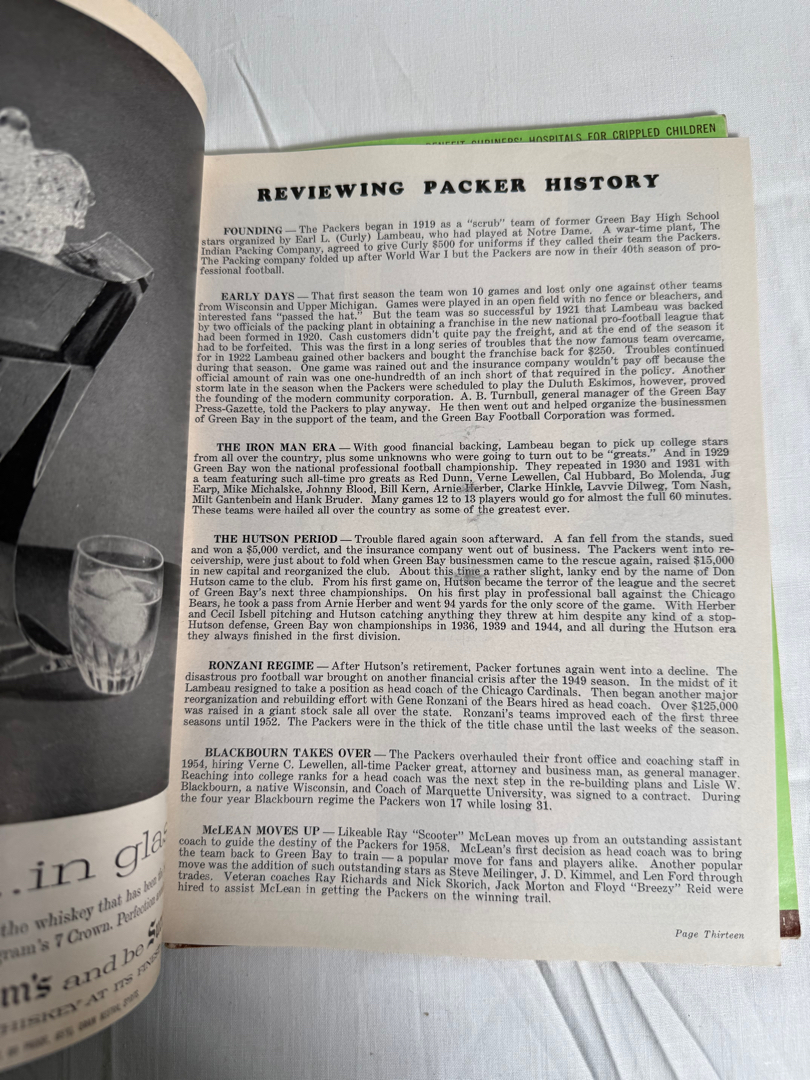 BENEFIT SHRINERS' HOSPITALS FOR CRIPPLED CHILDREN
REVIEWING PACKER HISTORY
FOUNDING — The Packers began in 1919 as a "scrub" team of former Green Bay High School
stars organized by Earl L. (Curly) Lambeau, who had played at Notre Dame. A war-time plant, The
Indian Packing Company, agreed to give Curly $500 for uniforms if they called their team the Packers.
The Packing company folded up after World War I but the Packers are now in their 40th season of pro-
fessional football.
EARLY DAYS — That first season the team won 10 games and lost only one against other teams
from Wisconsin and Upper Michigan. Games were played in an open field with no fence or bleachers, and
interested fans "passed the hat." But the team was so successful by 1921 that Lambeau was backed
by two officials of the packing plant in obtaining a franchise in the new national pro-football league that
had been formed in 1920. Cash customers didn't quite pay the freight, and at the end of the season it
had to be forfeited. This was the first in a long series of troubles that the now famous team overcame,
for in 1922 Lambeau gained other backers and bought the franchise back for $250. Troubles continued
during that season. One game was rained out and the insurance company wouldn't pay off because the
official amount of rain was one one-hundredth of an inch short of that required in the policy. Another
storm late in the season when the Packers were scheduled to play the Duluth Eskimos, however, proved
the founding of the modern community corporation. A. B. Turnbull, general manager of the Green Bay
Press-Gazette, told the Packers to play anyway. He then went out and helped organize the businessmen
of Green Bay in the support of the team, and the Green Bay Football Corporation was formed.
THE IRON MAN ERA — With good financial backing, Lambeau began to pick up college stars
from all over the country, plus some unknowns who were going to turn out to be "greats." And in 1929
Green Bay won the national professional football championship. They repeated in 1930 and 1931 with
a team featuring such all-time pro greats as Red Dunn, Verne Lewellen, Cal Hubbard, Bo Molenda, Jug
Earp, Mike Michalske, Johnny Blood, Bill Kern, Arnie Herber, Clarke Hinkle, Lavvie Dilweg, Tom Nash,
Milt Gantenbein and Hank Bruder. Many games 12 to 13 players would go for almost the full 60 minutes.
These teams were hailed all over the country as some of the greatest ever.
THE HUTSON PERIOD — Trouble flared again soon afterward. A fan fell from the stands, sued
and won a $5,000 verdict, and the insurance company went out of business. The Packers went into re-
ceivership, were just about to fold when Green Bay businessmen came to the rescue again, raised $15,000
in new capital and reorganized the club. About this time a rather slight, lanky end by the name of Don
Hutson came to the club. From his first game on, Hutson became the terror of the league and the secret
of Green Bay's next three championships. On his first play in professional ball against the Chicago
Bears, he took a pass from Arnie Herber and went 94 yards for the only score of the game. With Herber
and Cecil Isbell pitching and Hutson catching anything they threw at him despite any kind of a stop-
Hutson defense, Green Bay won championships in 1936, 1939 and 1944, and all during the Hutson era
they always finished in the first division.
RONZANI REGIME — After Hutson's retirement, Packer fortunes again went into a decline. The
disastrous pro football war brought on another financial crisis after the 1949 season. In the midst of it
Lambeau resigned to take a position as head coach of the Chicago Cardinals. Then began another major
reorganization and rebuilding effort with Gene Ronzani of the Bears hired as head coach. Over $125,000
was raised in a giant stock sale all over the state. Ronzani's teams improved each of the first three
seasons until 1952. The Packers were in the thick of the title chase until the last weeks of the season.
BLACKBOURN TAKES OVER — The Packers overhauled their front office and coaching staff in
1954, hiring Verne C. Lewellen, all-time Packer great, attorney and business man, as general manager.
Reaching into college ranks for a head coach was the next step in the re-building plans and Lisle W.
Blackbourn, a native Wisconsin, and Coach of Marquette University, was signed to a contract. During
the four year Blackbourn regime the Packers won 17 while losing 31.
McLEAN MOVES UP — Likeable Ray "Scooter" McLean moves up from an outstanding assistant
coach to guide the destiny of the Packers for 1958. McLean's first decision as head coach was to bring
the team back to Green Bay to train — a popular move for fans and players alike. Another popular
move was the addition of such outstanding stars as Steve Meilinger, J. D. Kimmel, and Len Ford through
trades. Veteran coaches Ray Richards and Nick Skorich, Jack Morton and Floyd "Breezy" Reid were
hired to assist McLean in getting the Packers on the winning trail.
Page Thirteen
...in gla
the whiskey that has been
gram's 7 Crown. Perfection
m's and be
WHISKEY AT ITS FINEST